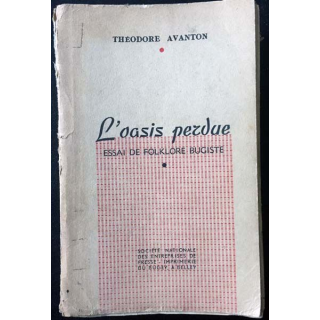 THEODORE AVANTON
L'oasis perdue
ESSAI DE FOLKLORE BUGISTE
SOCIÉTÉ NATIONALE
DES ENTREPRISES DE
PRESSE - IMPRIMERIE
DU BUGEY, A BELLEY